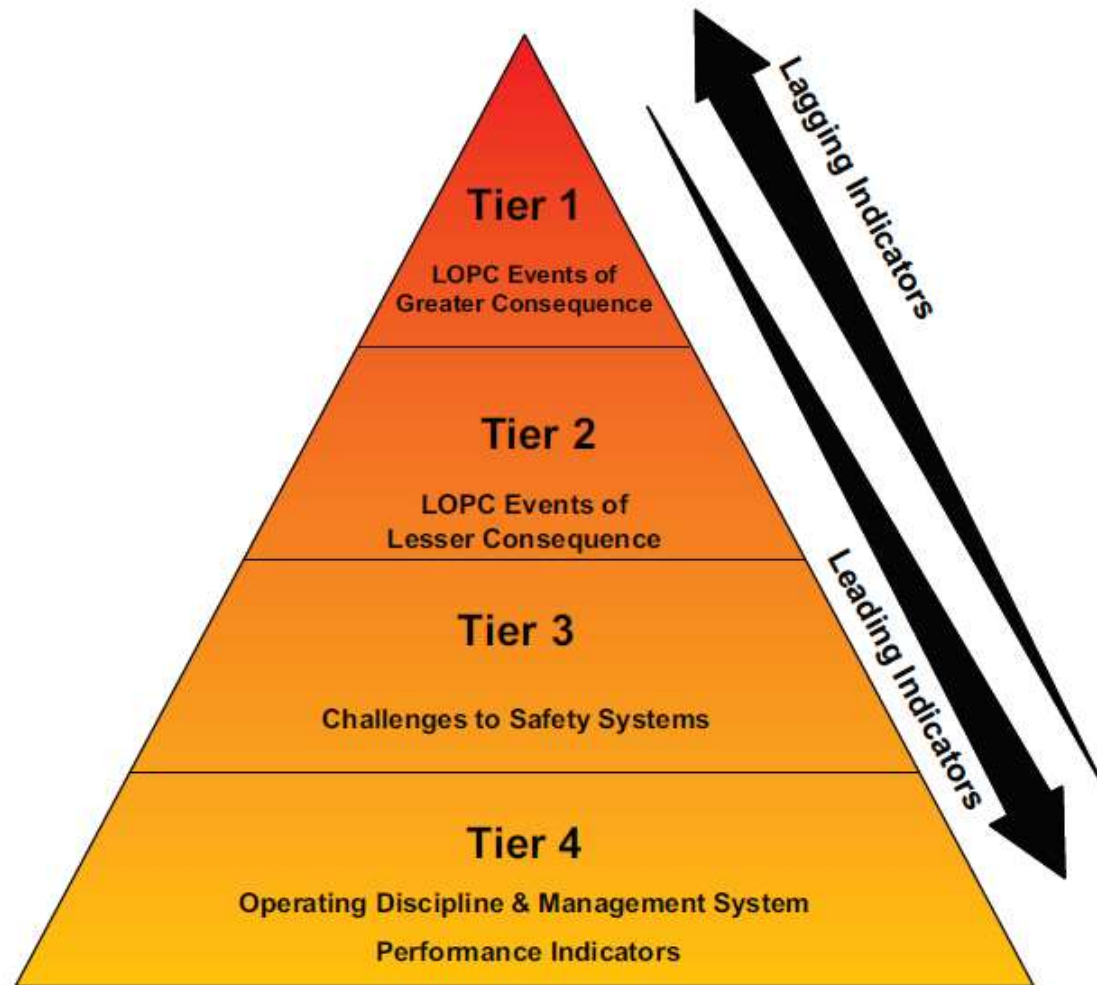 Tier 1
LOPC Events of
Greater Consequence
Tier 2
LOPC Events of
Lesser Consequence
Tier 3
Challenges to Safety Systems
Tier 4
Operating Discipline & Management System
Performance Indicators
Lagging Indicators
Leading Indicators